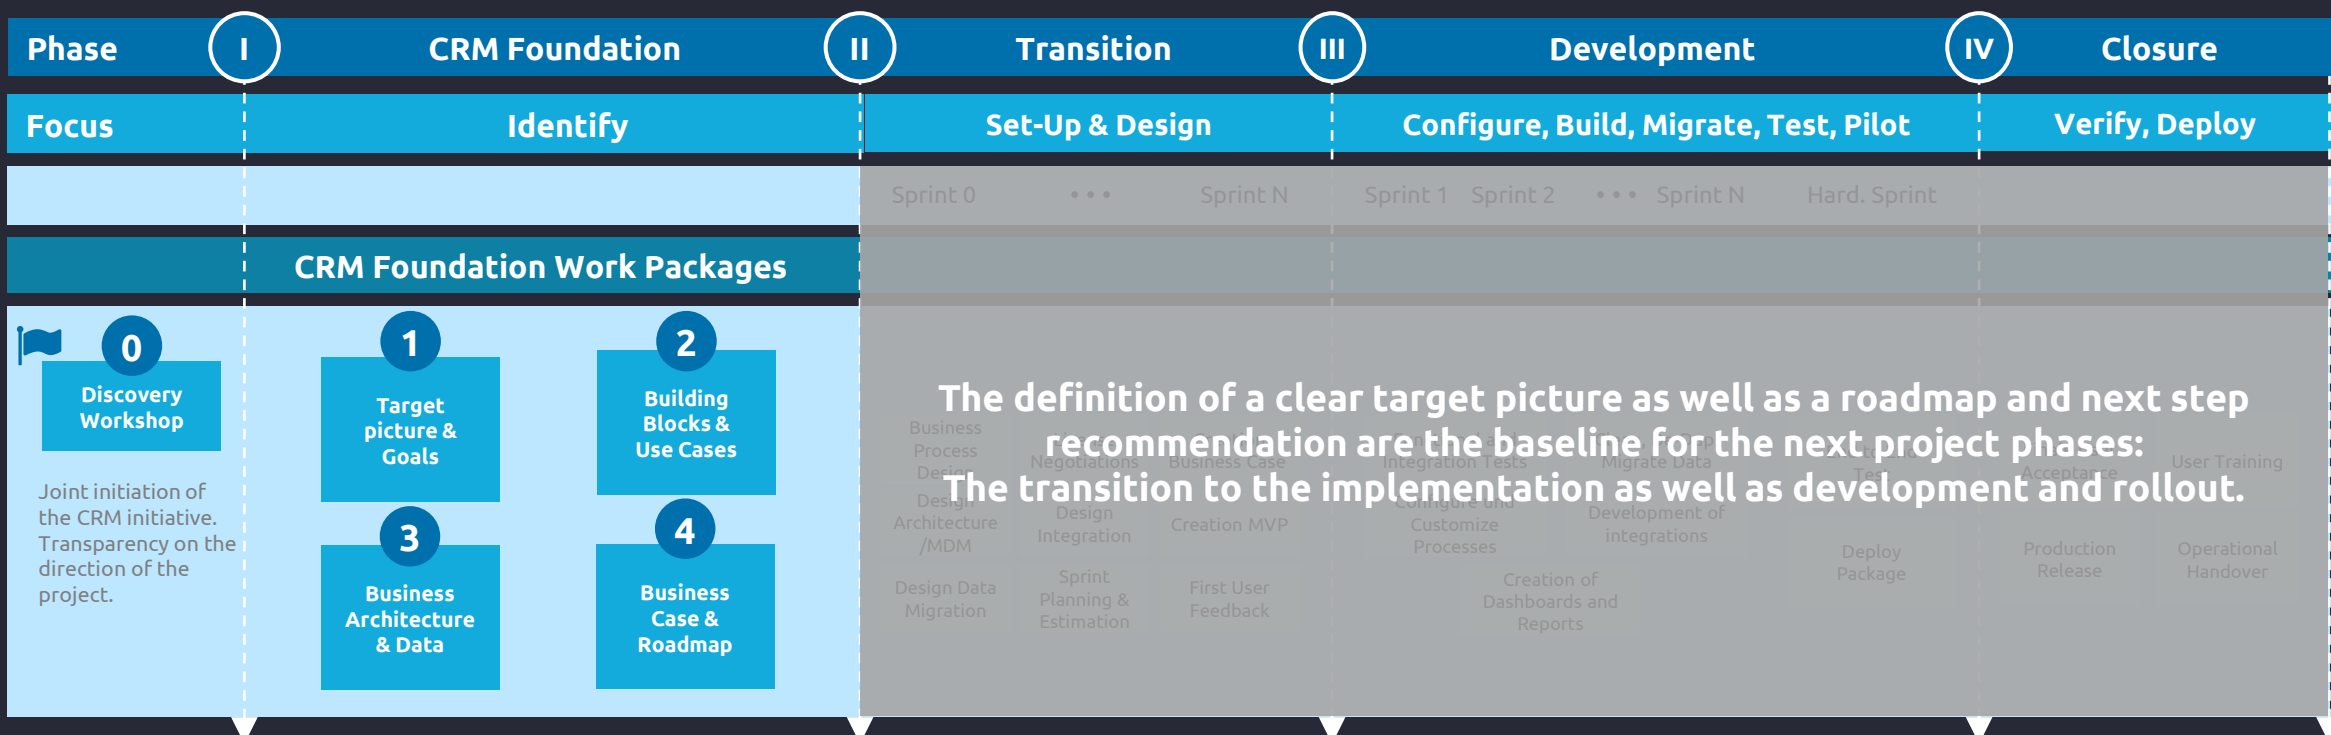 Phase
I
CRM Foundation
II
Transition
III
Development
IV
Closure
Focus
Identify
Set-Up & Design
Configure, Build, Migrate, Test, Pilot
Verify, Deploy
Sprint 0
• • •
Sprint N
Sprint 1
Sprint 2
• • •
Sprint N
Hard. Sprint
CRM Foundation Work Packages
0
Discovery
Workshop
Joint initiation of
the CRM initiative.
Transparency on the
direction of the
project.
1
Target
picture &
Goals
2
Building
Blocks &
Use Cases
3
Business
Architecture
& Data
4
Business
Case &
Roadmap
The definition of a clear target picture as well as a roadmap and next step
recommendation are the baseline for the next project phases:
The transition to the implementation as well as development and rollout.
Business
Process
Design
Negotiations
Business Case
Design
Architecture
/MDM
Design
Integration
Creation MVP
Design Data
Migration
Sprint
Planning &
Estimation
First User
Feedback
Integration Tests
Migrate Data
Configure and
Customize
Processes
Development of
integrations
Creation of
Dashboards and
Reports
Test
Deploy
Package
Acceptance
User Training
Production
Release
Operational
Handover